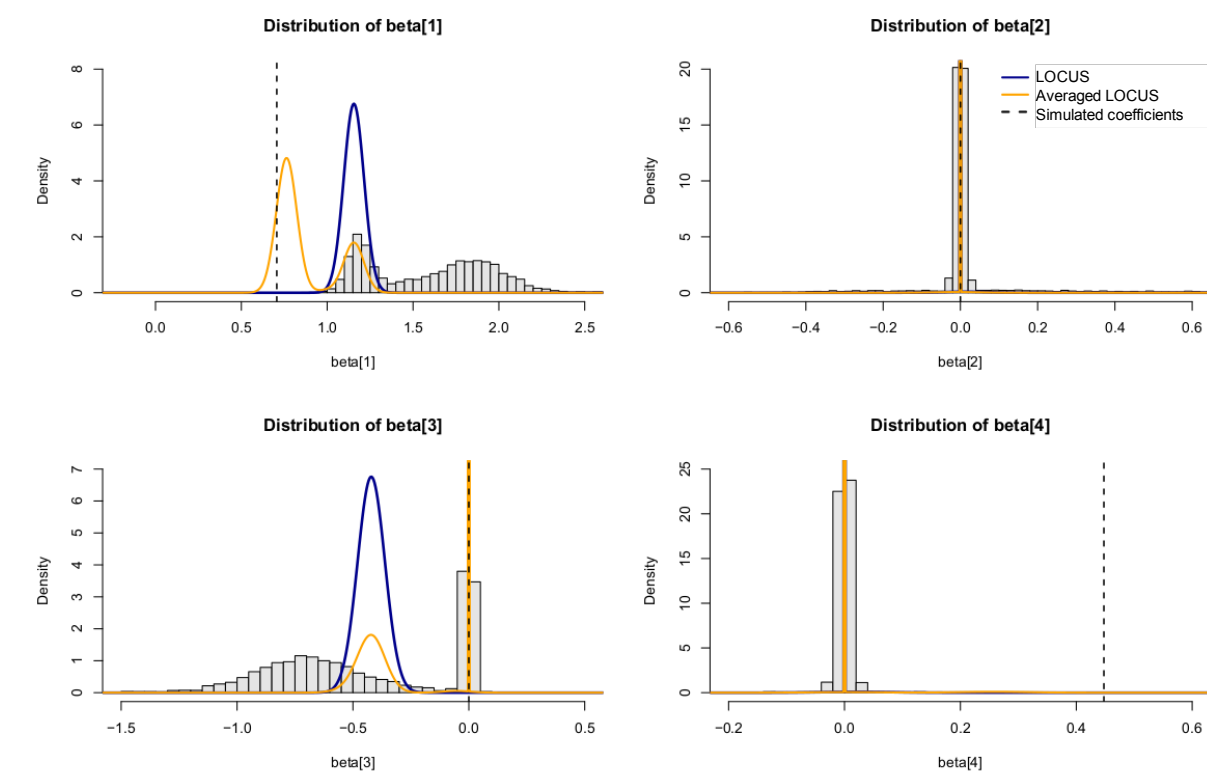 Distribution of beta[1]
Density
0 2 4 6 8
0.0 0.5 1.0 1.5 2.0 2.5
beta[1]
Distribution of beta[2]
LOCUS
Averaged LOCUS
Simulated coefficients
Density
0 5 10 15 20
−0.6 −0.4 −0.2 0.0 0.2 0.4 0.6
beta[2]
Distribution of beta[3]
Density
0 1 2 3 4 5 6 7
−1.5 −1.0 −0.5 0.0 0.5
beta[3]
Distribution of beta[4]
Density
0 5 10 15 20 25
−0.2 0.0 0.2 0.4 0.6
beta[4]